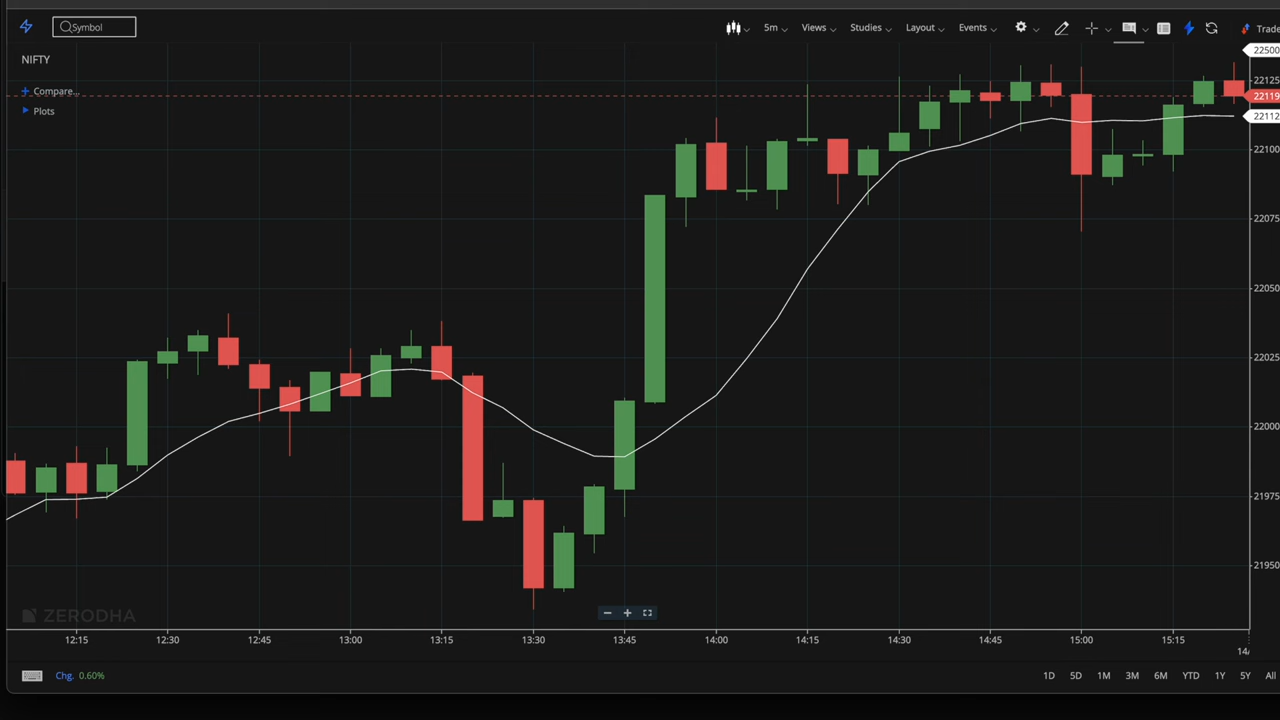 Symbol
5m Views Studies Layout Events Trade
NIFTY
Compare...
Plots
22500
22125
22119
22112
22100
22075
22050
22025
22000
21975
21950
ZERODHA
12:15 12:30 12:45 13:00 13:15 13:30 13:45 14:00 14:15 14:30 14:45 15:00 15:15
14/
Chg. 0.60% 1D 5D 1M 3M 6M YTD 1Y 5Y All